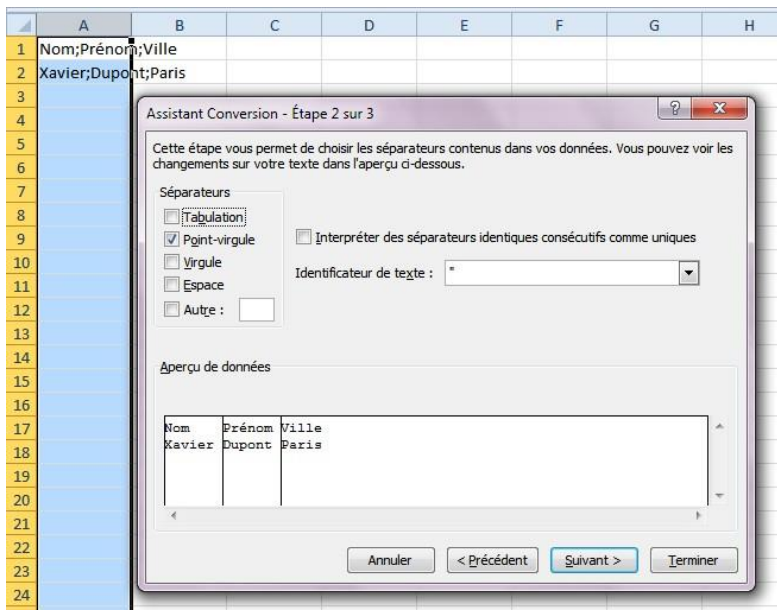 A B C D E F G H
1 Nom;Prénom;Ville
2 Xavier;Dupont;Paris
3
4
5
6
7
8
9
10
11
12
13
14
15
16
17
18
19
20
21
22
23
24
Assistant Conversion - Étape 2 sur 3
Cette étape vous permet de choisir les séparateurs contenus dans vos données. Vous pouvez voir les
changements sur votre texte dans l'aperçu ci-dessous.
Séparateurs
Tabulation
Point-virgule
Virgule
Espace
Autre :
Interpréter des séparateurs identiques consécutifs comme uniques
Identificateur de texte : "
Aperçu de données
Nom Prénom Ville
Xavier Dupont Paris
Annuler < Précédent Suivant > Terminer